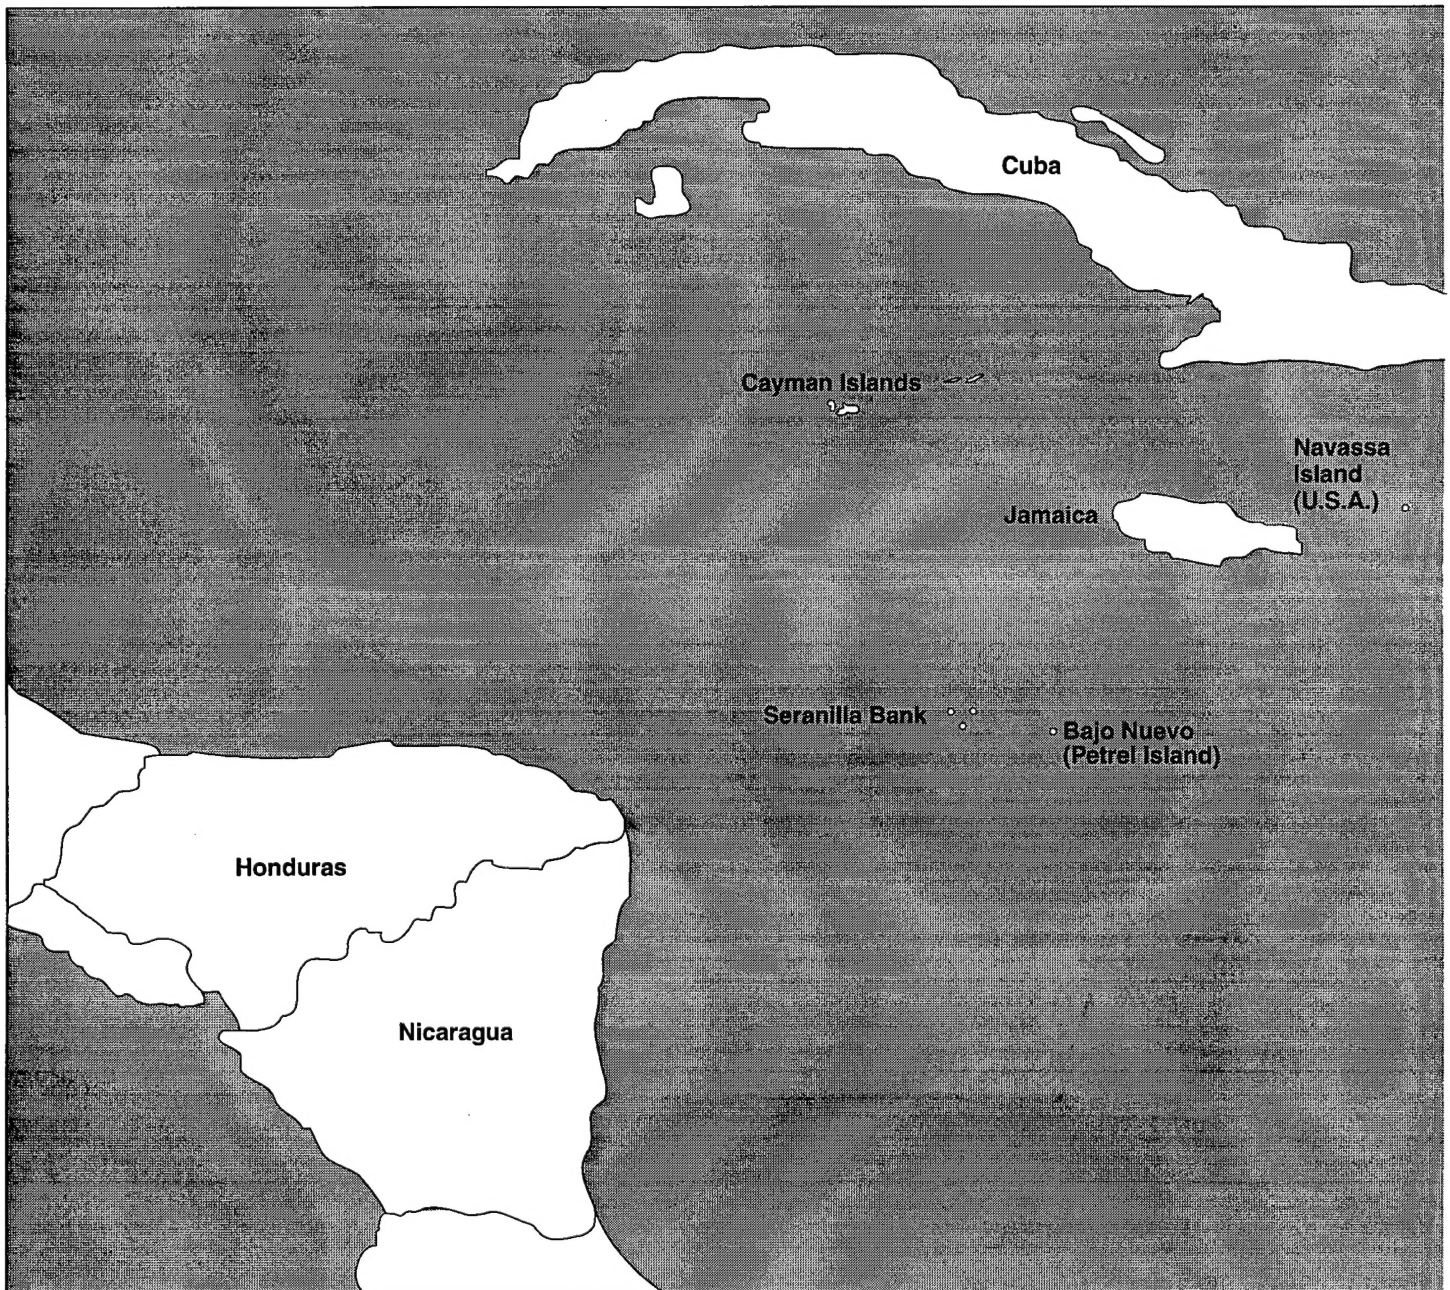 Cuba
Cayman Islands
Navassa
Island
(U.S.A.)
Jamaica
Seranilla Bank
Bajo Nuevo
(Petrel Island)
Honduras
Nicaragua